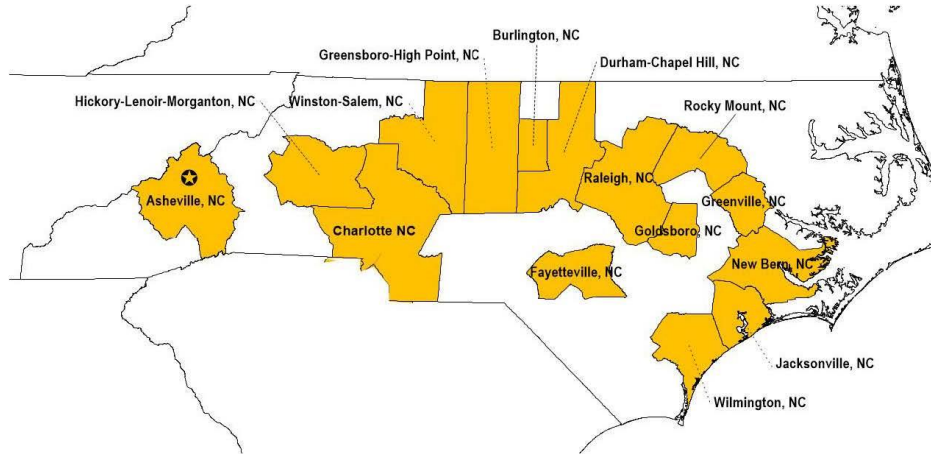 Burlington, NC
Greensboro-High Point, NC
Durham-Chapel Hill, NC
Hickory-Lenoir-Morganton, NC
Winston-Salem, NC
Rocky Mount, NC
Raleigh, NC
Asheville, NC
Greenville, NC
Charlotte NC
Goldsboro, NC
New Bern, NC
Fayetteville, NC
Jacksonville, NC
Wilmington, NC